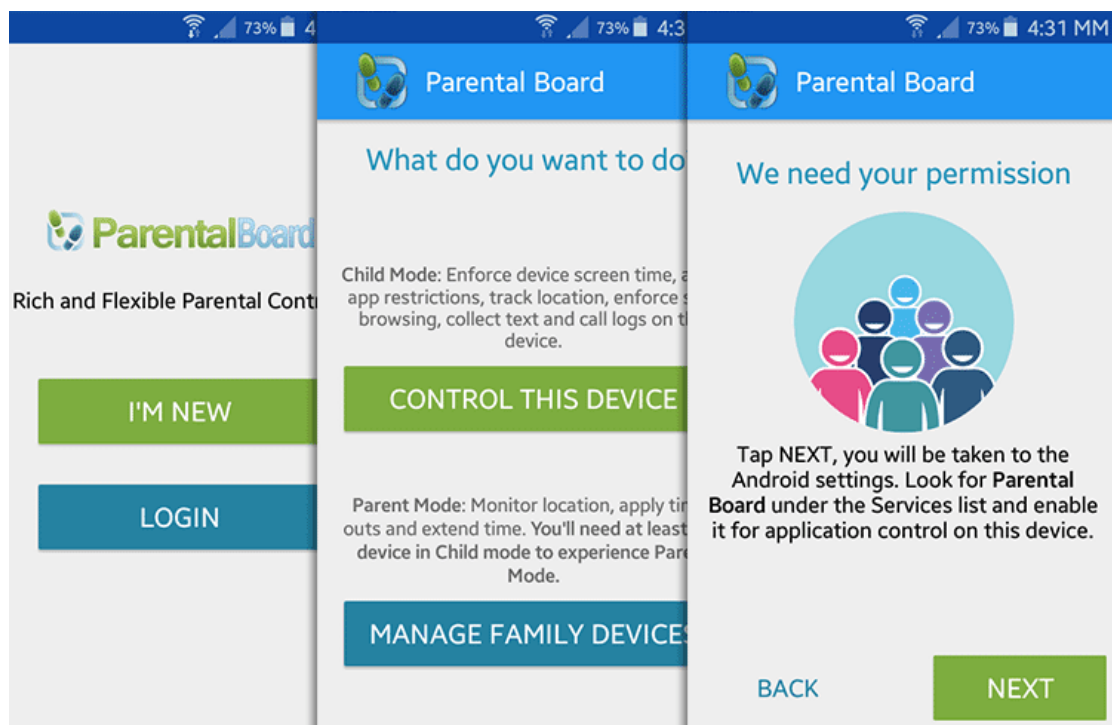 73% 4
ParentalBoard
Rich and Flexible Parental
I'M NEW
LOGIN
73% 4:3
Parental Board
What do you want to do
Child Mode: Enforce device screen time,
app restrictions, track location, enforce
browsing, collect text and call logs on
device.
CONTROL THIS DEVICE
Parent Mode: Monitor location, apply
outs and extend time. You'll need at least
device in Child mode to experience
Mode.
MANAGE FAMILY DEVICES
73% 4:31 MM
Parental Board
We need your permission
Tap NEXT, you will be taken to the
Android settings. Look for Parental
Board under the Services list and enable
it for application control on this device.
BACK
NEXT